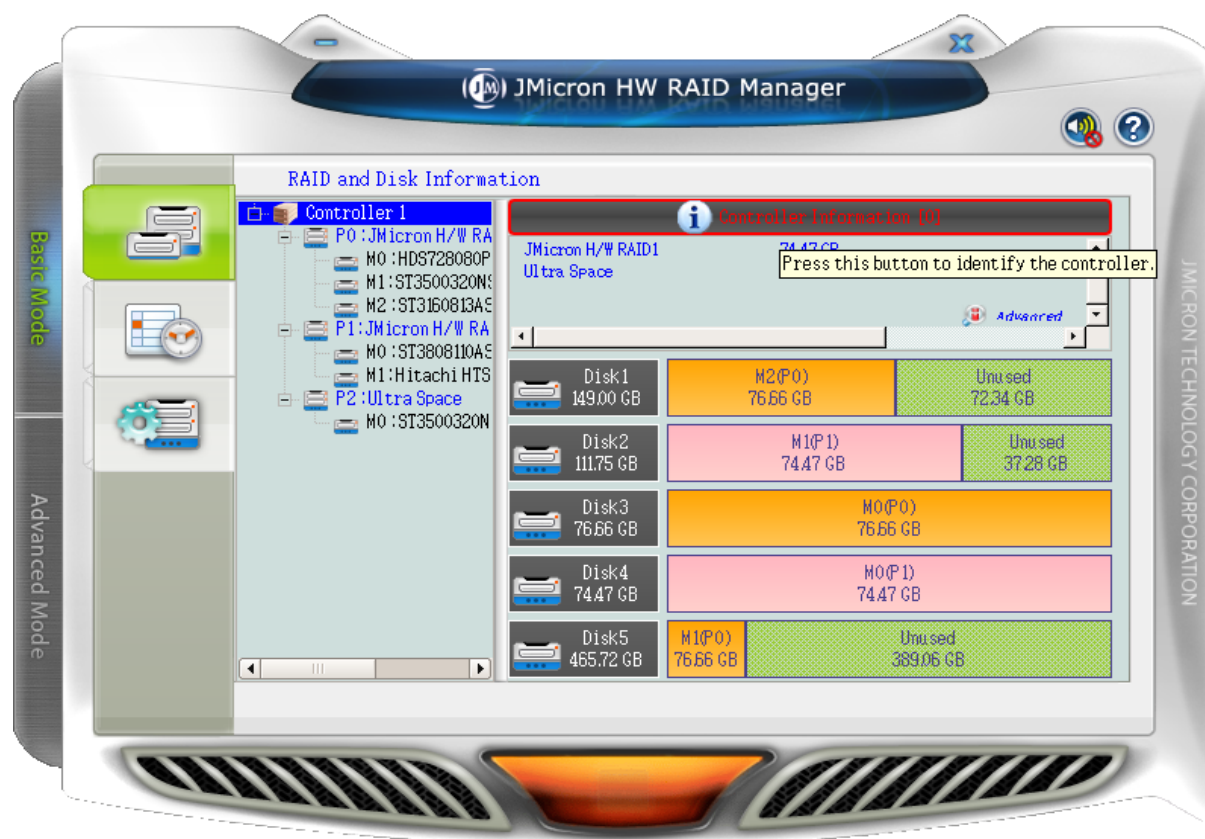 JMicron HW RAID Manager
RAID and Disk Information
Basic Mode
Advanced Mode
Controller 1
P0:JMicron H/W RA
M0:HDS728080P
M1:ST3500320NS
M2:ST3160813AS
P1:JMicron H/W RA
M0:ST3808110AS
M1:Hitachi HTS
P2:Ultra Space
M0:ST3500320N
Controller Information [0]
JMicron H/W RAID1 74.47 GB
Ultra Space
Press this button to identify the controller.
Advanced
Disk1
149.00 GB
M2(P0)
76.66 GB
Unused
72.34 GB
Disk2
111.75 GB
M1(P1)
74.47 GB
Unused
37.28 GB
Disk3
76.66 GB
M0(P0)
76.66 GB
Disk4
74.47 GB
M0(P1)
74.47 GB
Disk5
465.72 GB
M1(P0)
76.66 GB
Unused
389.06 GB
JMICRON TECHNOLOGY CORPORATION